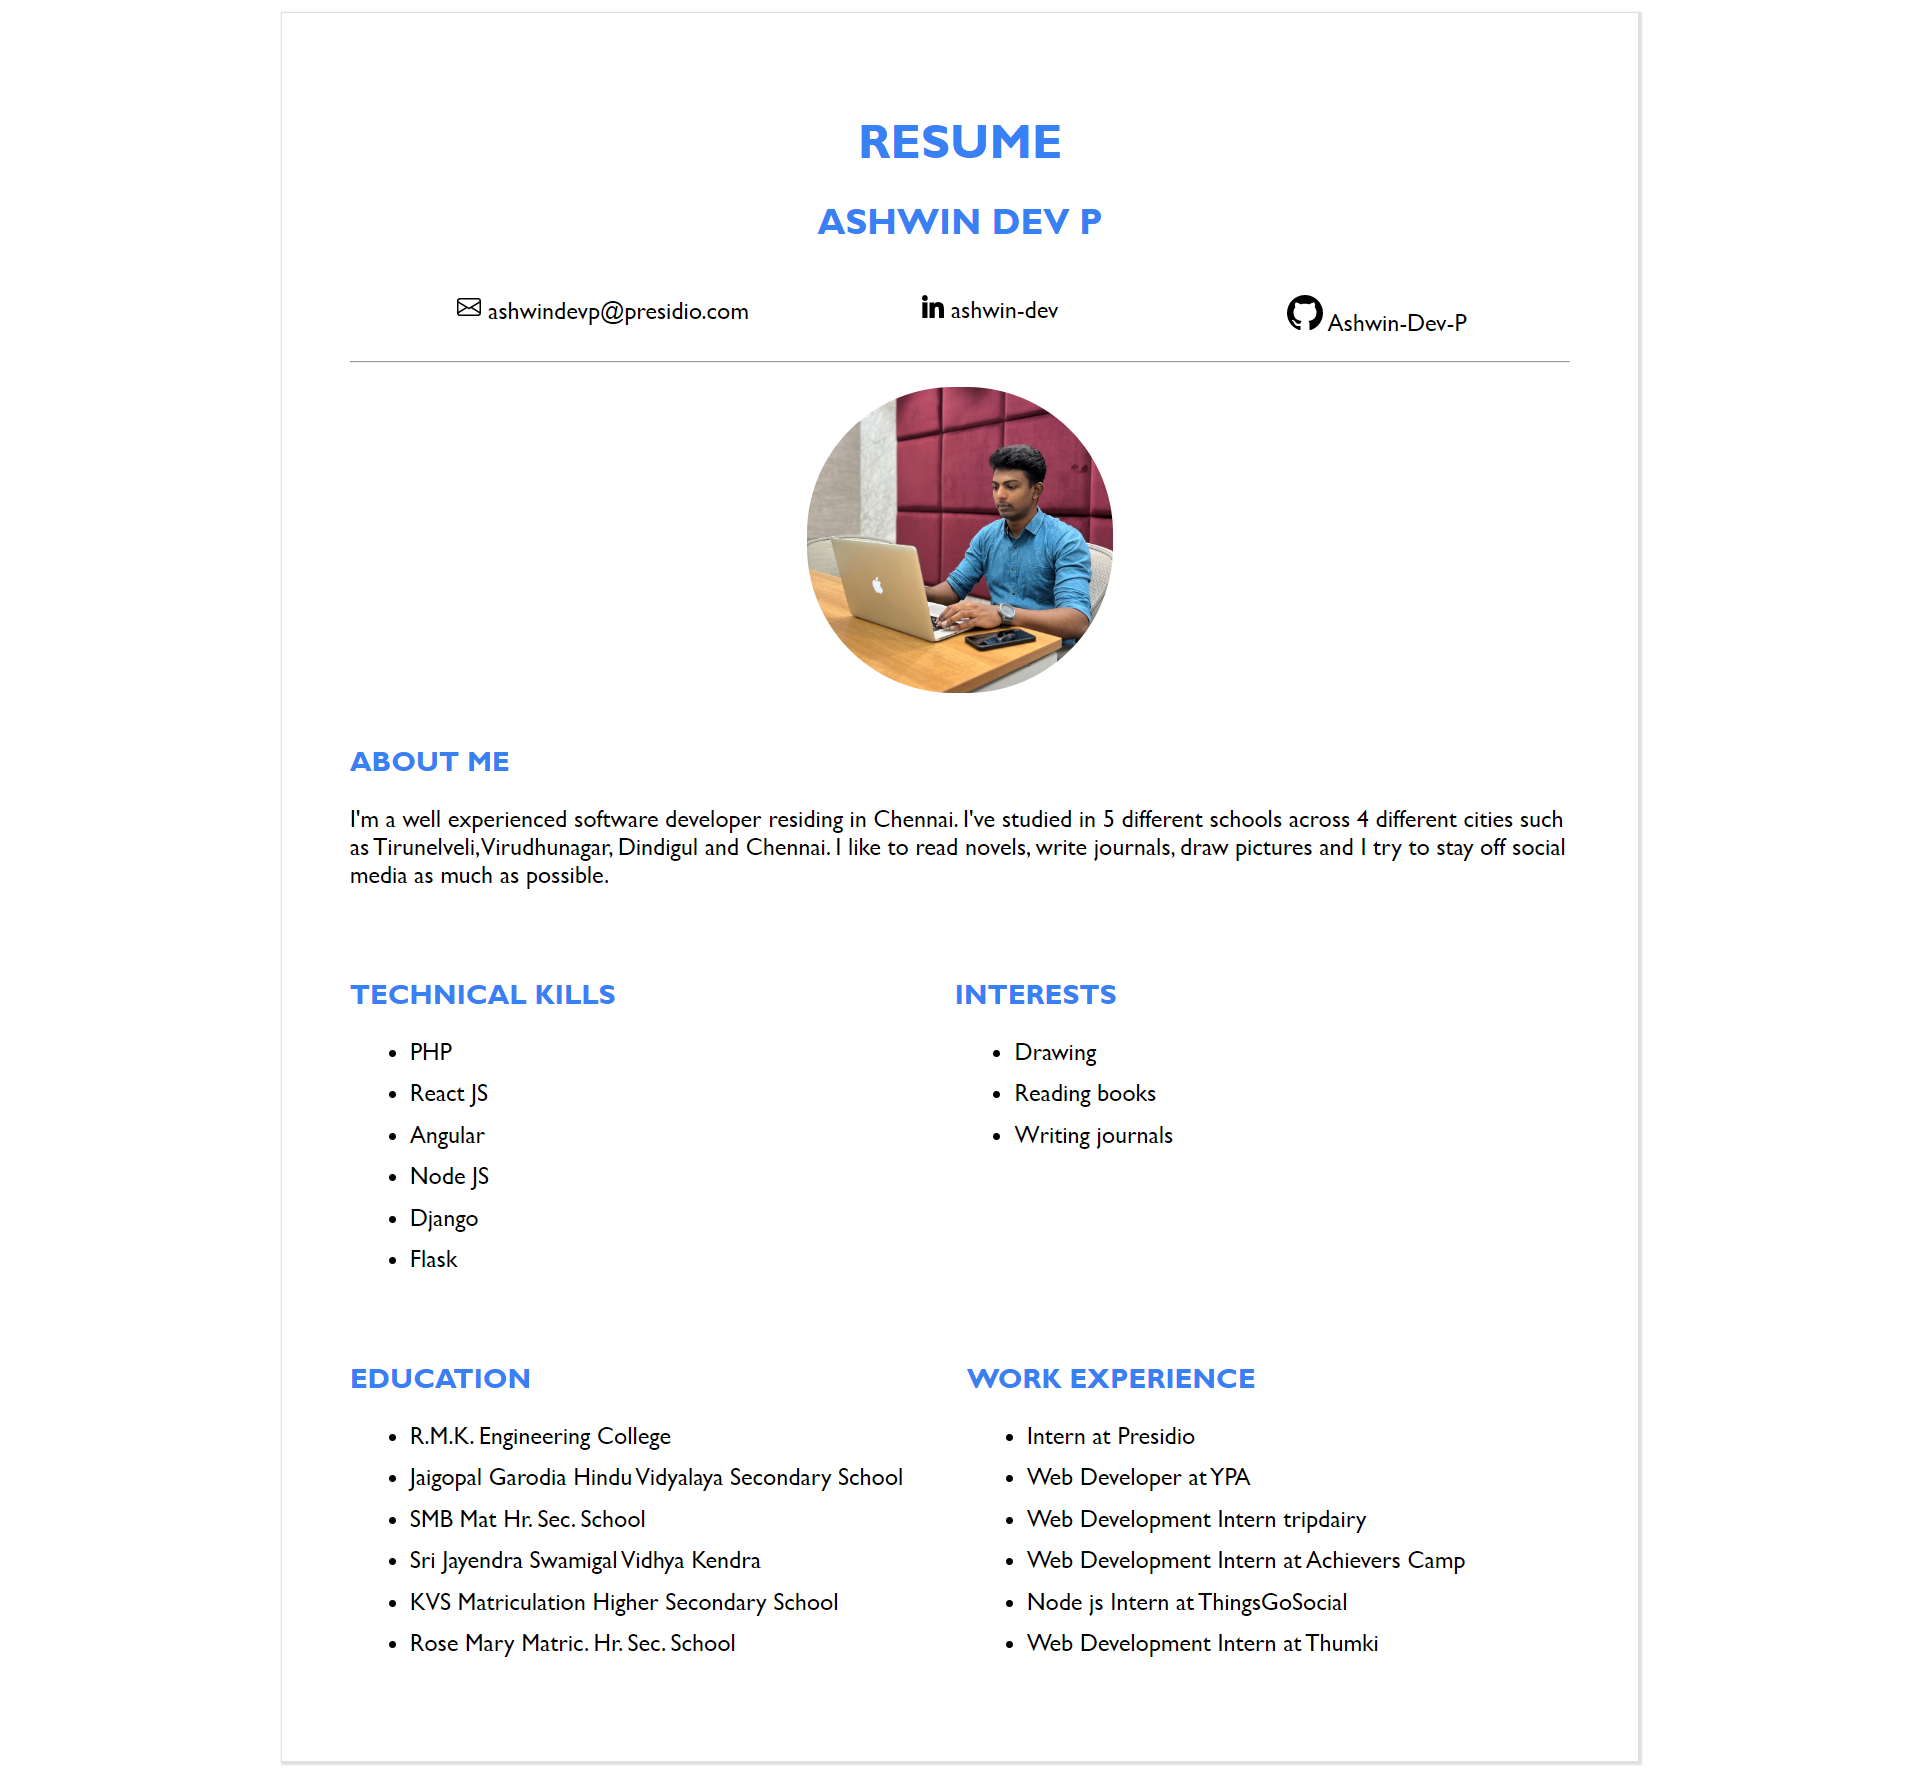 RESUME
ASHWIN DEV P
ashwindevp@presidio.com
in ashwin-dev
Ashwin-Dev-P
ABOUT ME
I'm a well experienced software developer residing in Chennai. I've studied in 5 different schools across 4 different cities such
as Tirunelveli, Virudhunagar, Dindigul and Chennai. I like to read novels, write journals, draw pictures and I try to stay off social
media as much as possible.
TECHNICAL KILLS
• PHP
• React JS
• Angular
• Node JS
• Django
• Flask
INTERESTS
• Drawing
• Reading books
• Writing journals
EDUCATION
• R.M.K. Engineering College
• Jaigopal Garodia Hindu Vidyalaya Secondary School
• SMB Mat Hr. Sec. School
• Sri Jayendra Swamigal Vidhya Kendra
• KVS Matriculation Higher Secondary School
• Rose Mary Matric. Hr. Sec. School
WORK EXPERIENCE
• Intern at Presidio
• Web Developer at YPA
• Web Development Intern tripdairy
• Web Development Intern at Achievers Camp
• Node js Intern at ThingsGoSocial
• Web Development Intern at Thumki